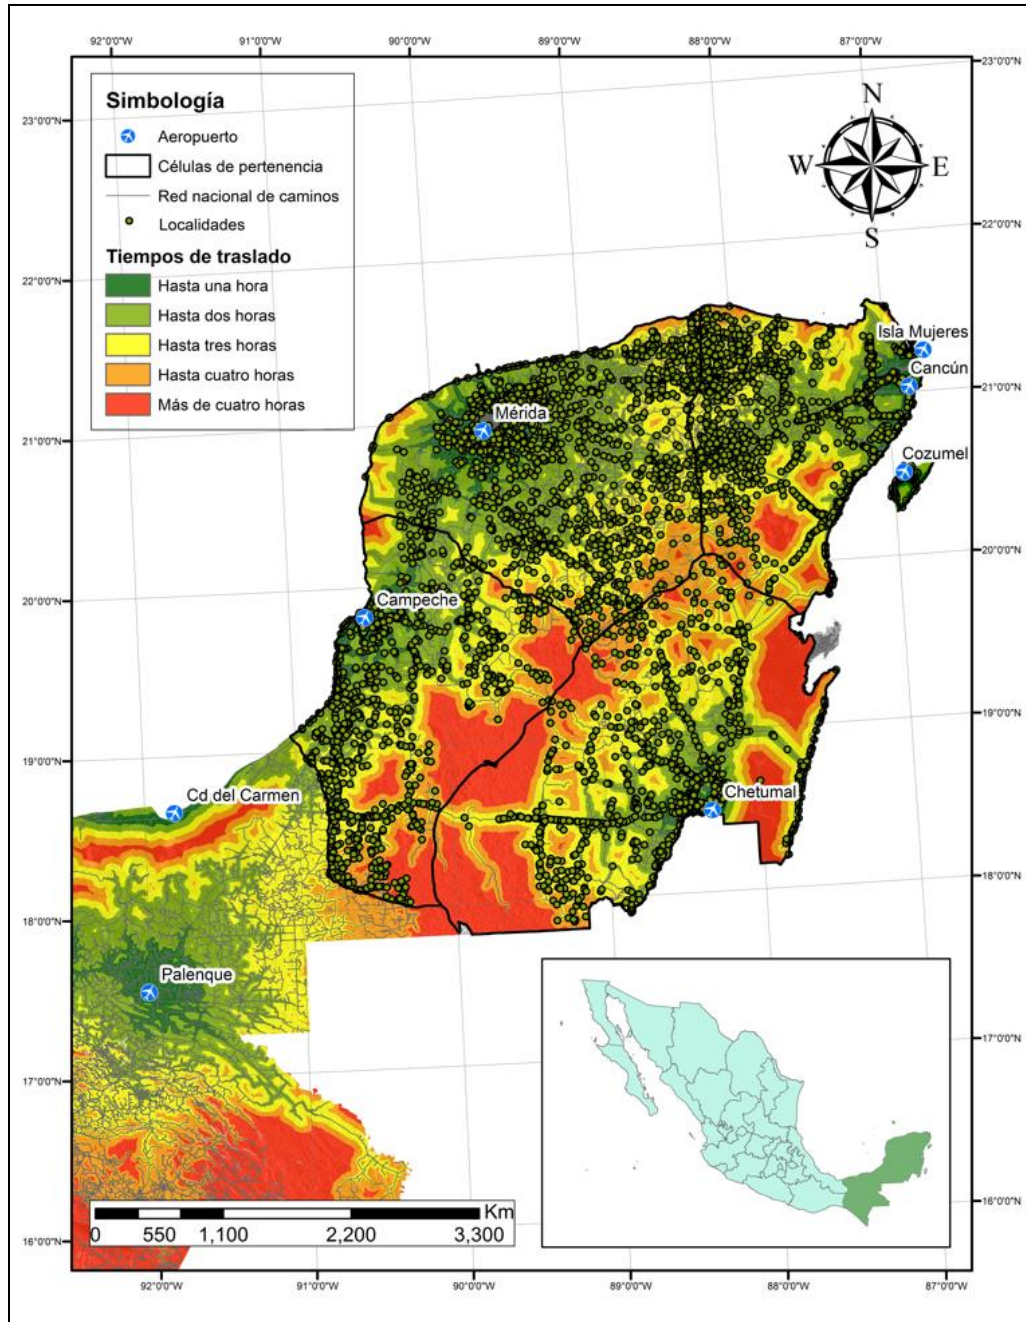 92°0'0"W 91°0'0"W 90°0'0"W 89°0'0"W 88°0'0"W 87°0'0"W
23°0'0"N
23°0'0"N
Simbología
Aeropuerto
Células de pertenencia
Red nacional de caminos
Localidades
Tiempos de traslado
Hasta una hora
Hasta dos horas
Hasta tres horas
Hasta cuatro horas
Más de cuatro horas
N
W E
S
22°0'0"N
22°0'0"N
Isla Mujeres
Cancún
21°0'0"N
Mérida
21°0'0"N
Cozumel
20°0'0"N
Campeche
20°0'0"N
19°0'0"N
19°0'0"N
Cd del Carmen
Chetumal
18°0'0"N
18°0'0"N
Palenque
17°0'0"N
17°0'0"N
16°0'0"N
Km
0 550 1,100 2,200 3,300
16°0'0"N
92°0'0"W 91°0'0"W 90°0'0"W 89°0'0"W 88°0'0"W 87°0'0"W